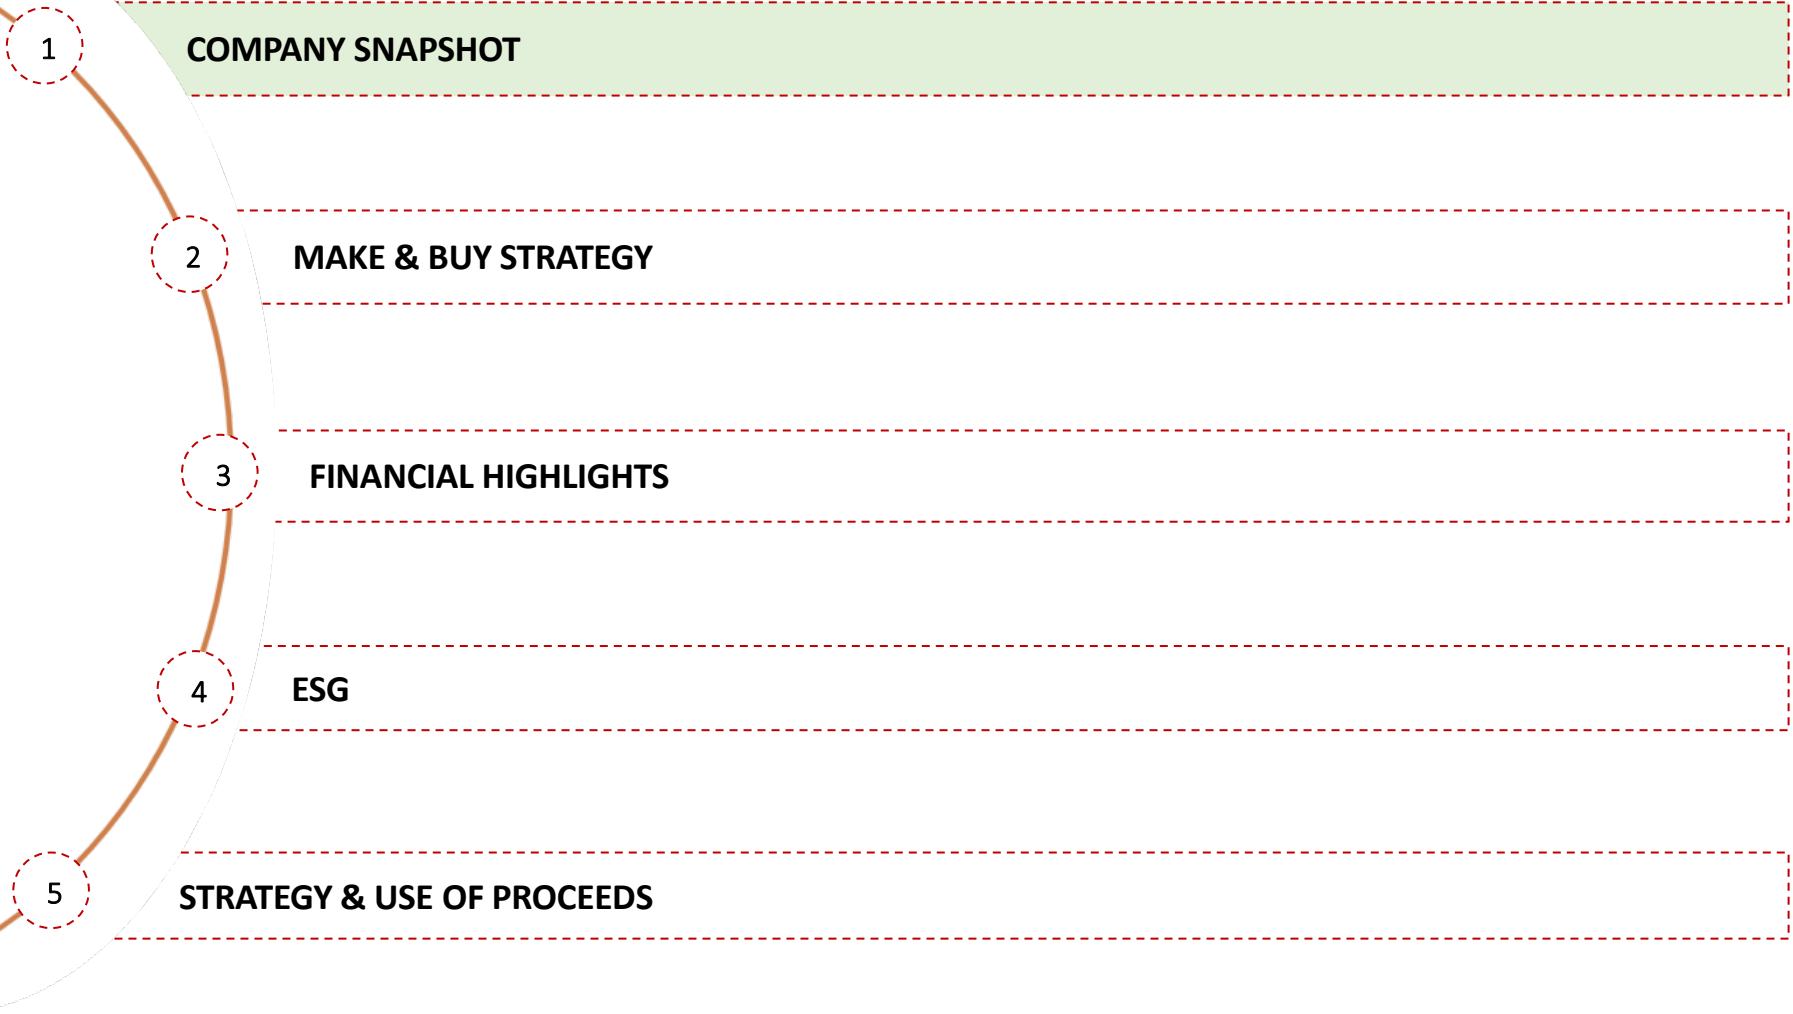 1 COMPANY SNAPSHOT
2 MAKE & BUY STRATEGY
3 FINANCIAL HIGHLIGHTS
4 ESG
5 STRATEGY & USE OF PROCEEDS